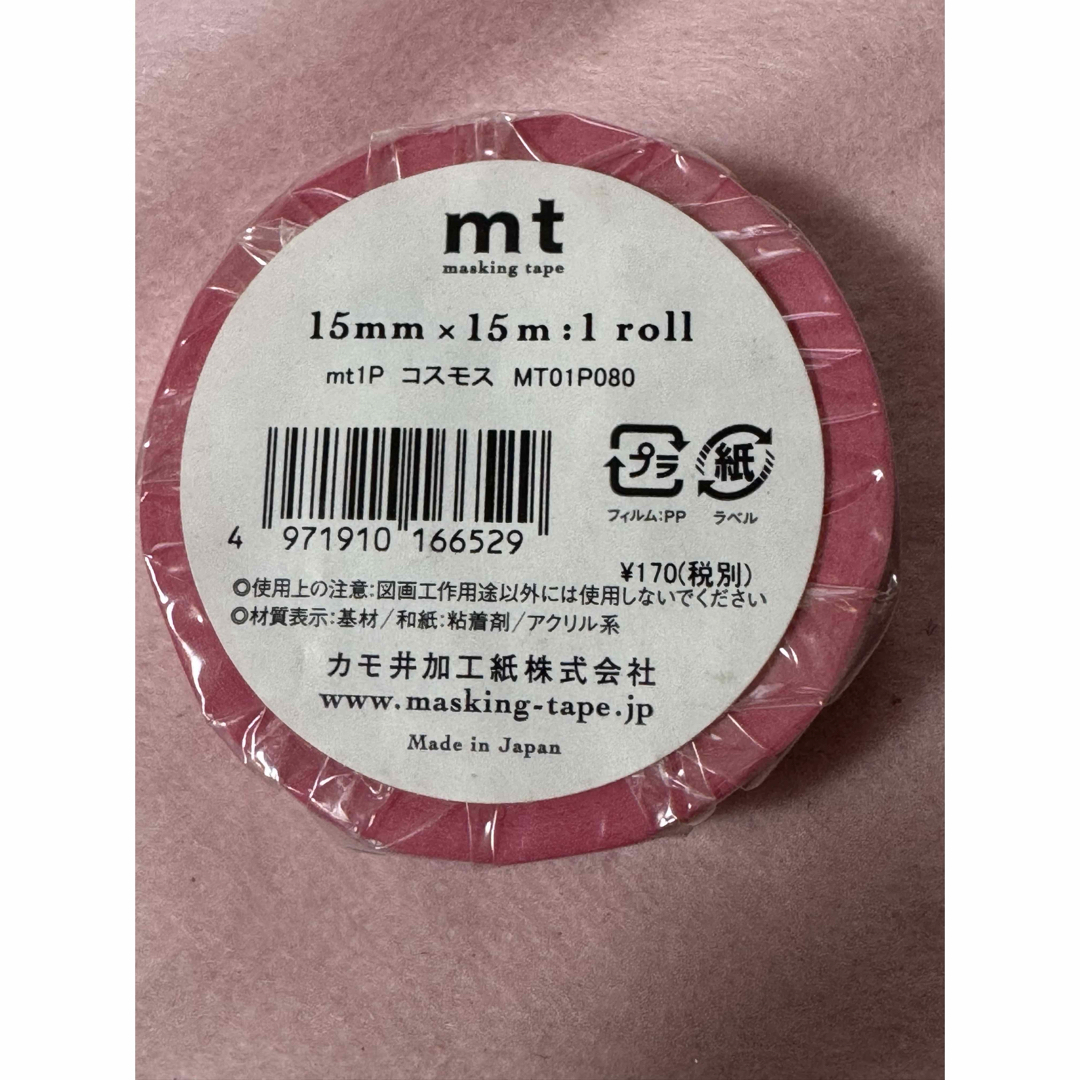 mt
masking tape
15mm × 15m : 1 roll
mt1P コスモス MT01P080
プラ 紙
フィルム:PP ラベル
4 971910 166529
¥170(税別)
◎使用上の注意:図画工作用途以外には使用しないでください
◎材質表示:基材/和紙:粘着剤/アクリル系
カモ井加工紙株式会社
www.masking-tape.jp
Made in Japan